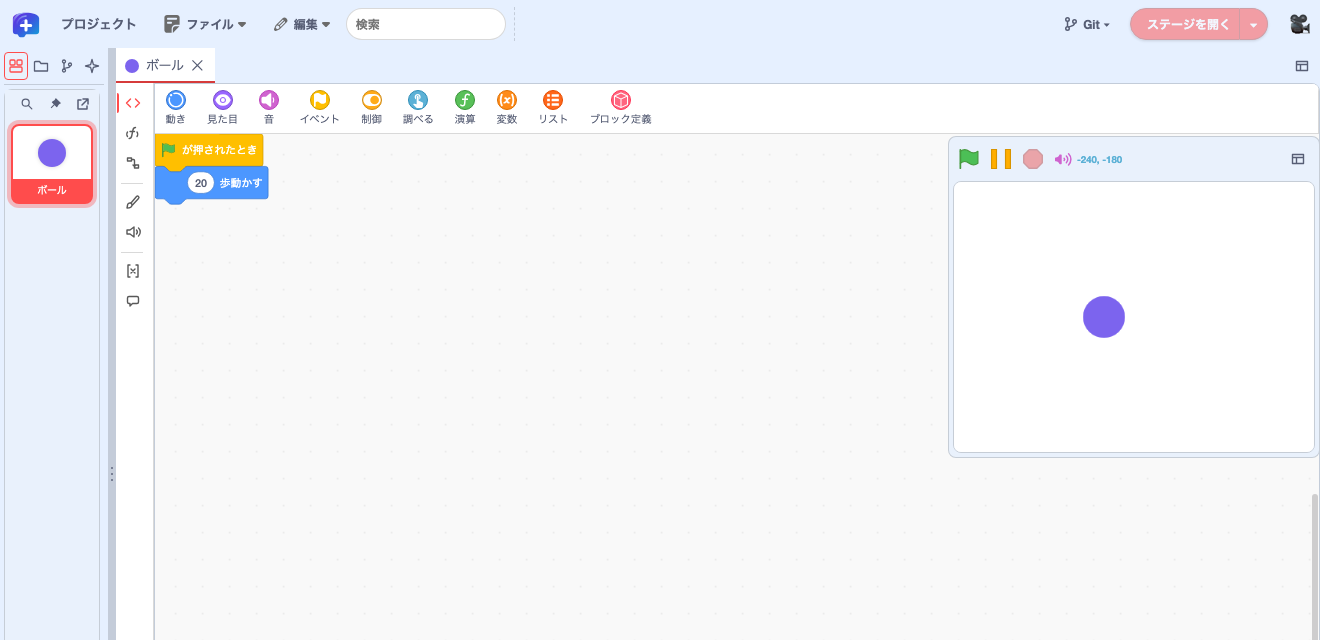 プロジェクト ファイル 編集 検索 Git ステージを開く
ボール
動き 見た目 音 イベント 制御 調べる 演算 変数 リスト ブロック定義
が押されたとき
20 歩動かす
-240, -180
ボール